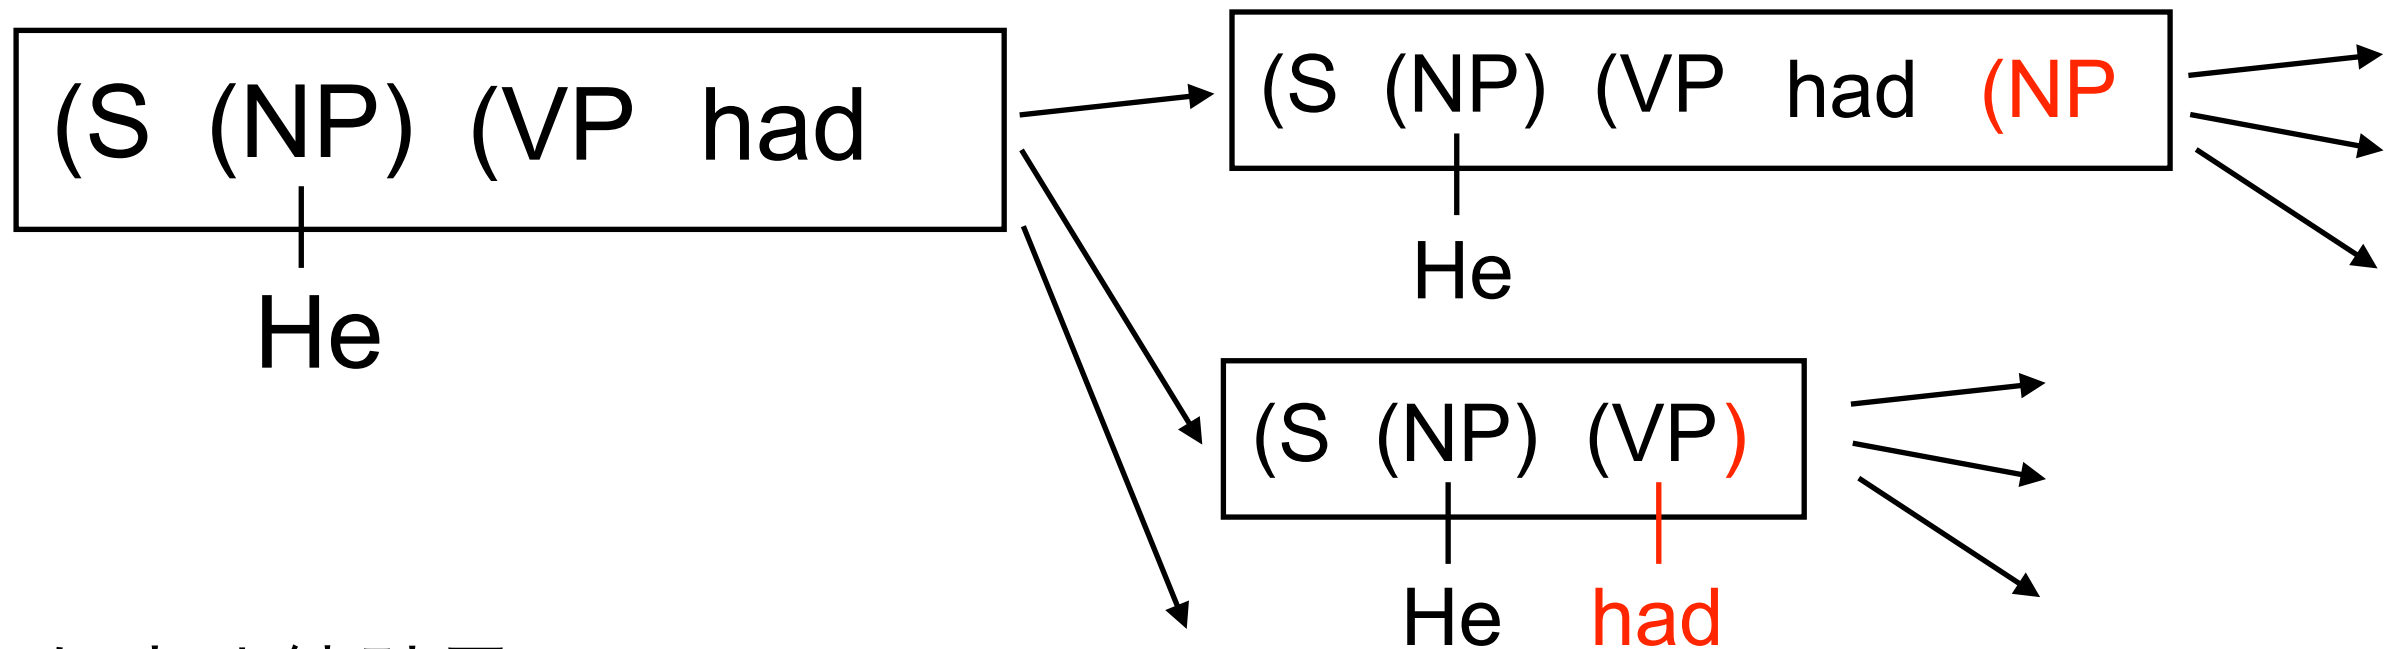 (S (NP) (VP had
He
(S (NP) (VP had (NP
He
(S (NP) (VP)
He had